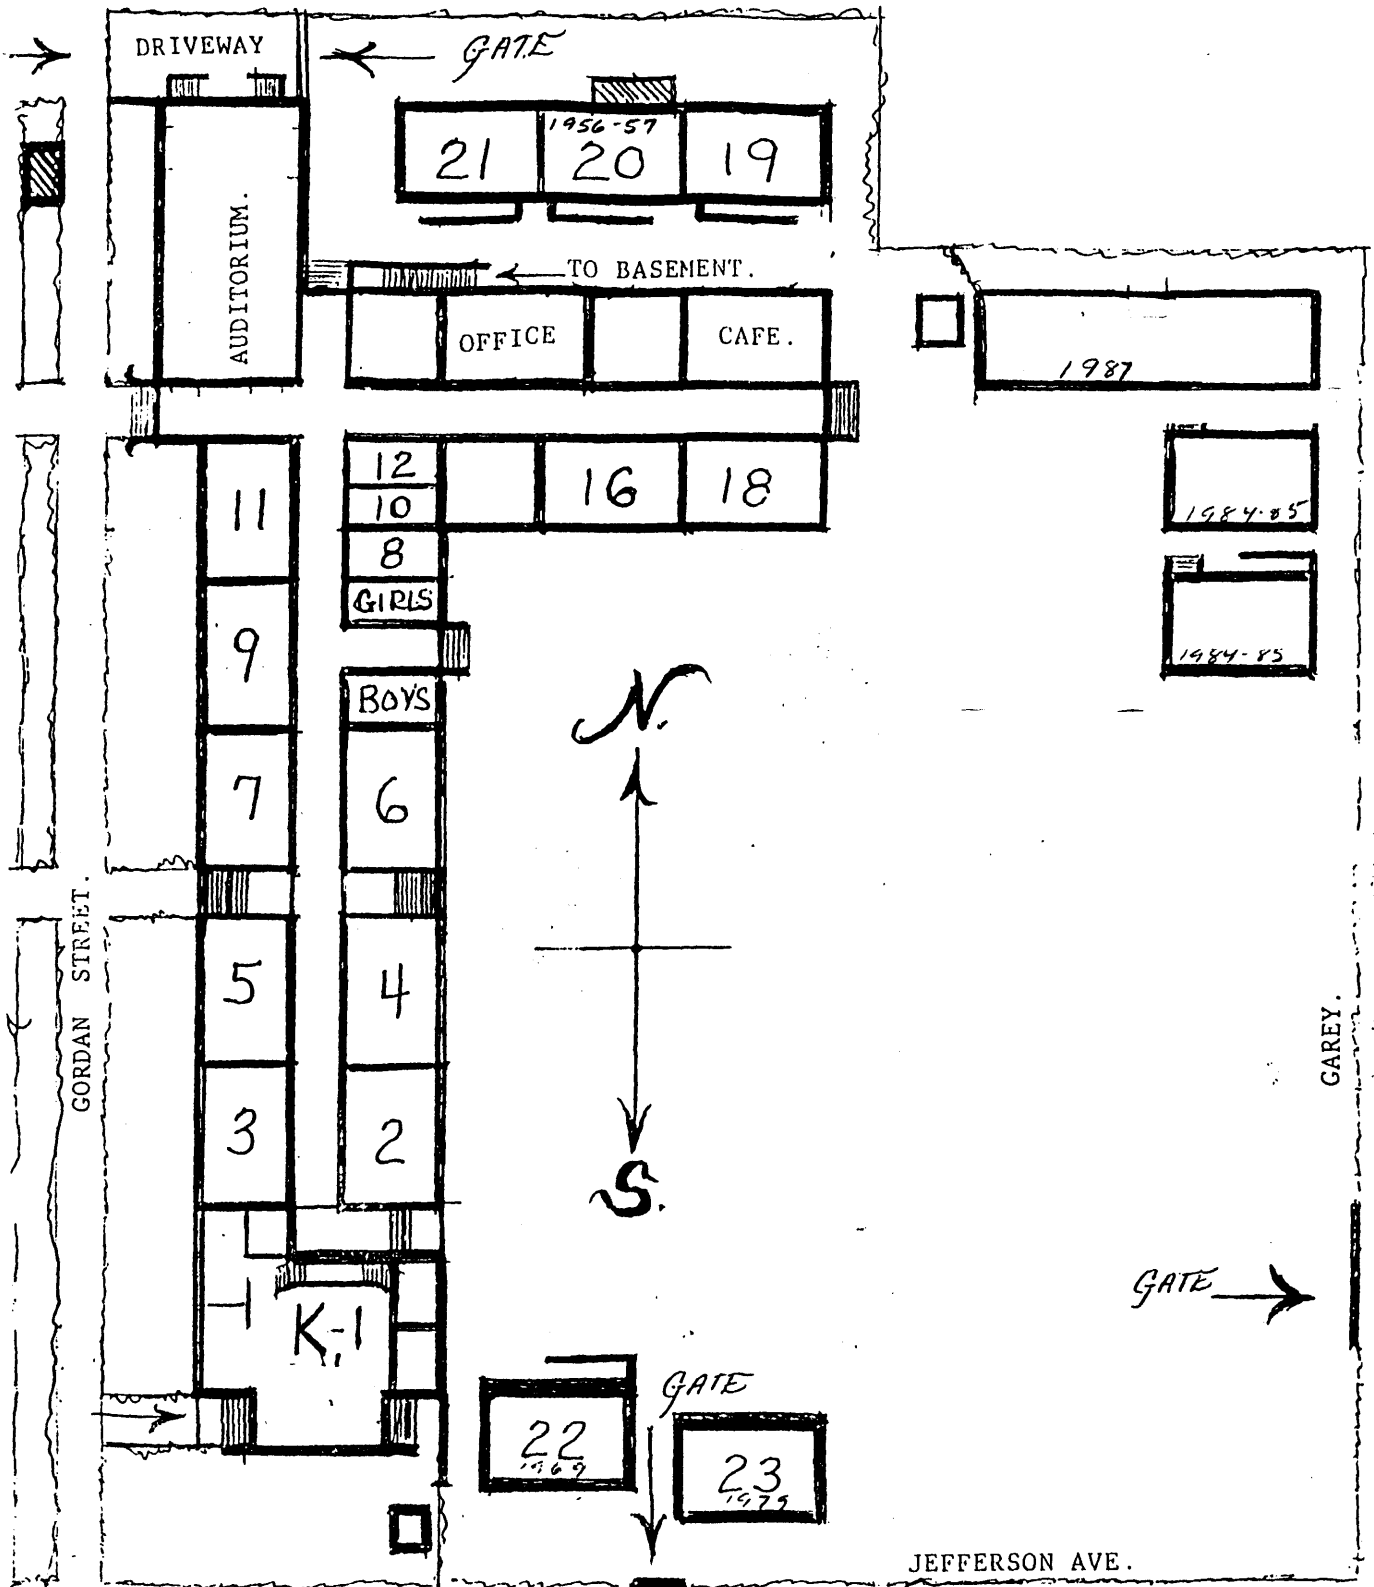 DRIVEWAY
GATE
1956-57
21
20
19
AUDITORIUM.
TO BASEMENT.
OFFICE
CAFE.
1987
12
10
11
16
18
1984-85
8
GIRLS
9
1984-85
BOYS
N.
7
6
GORDAN STREET.
5
4
GAREY.
3
2
S.
GATE
K-1
GATE
22
1969
23
1979
JEFFERSON AVE.